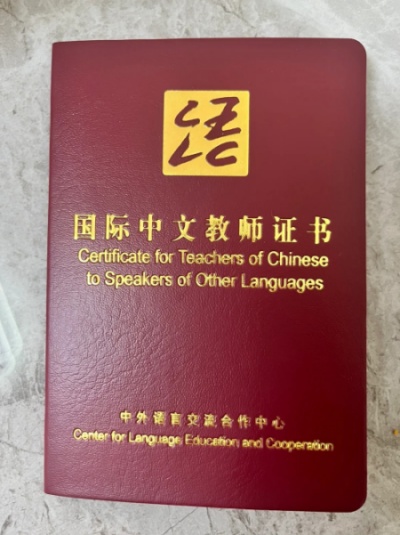 国际中文教师证书
Certificate for Teachers of Chinese
to Speakers of Other Languages
中外语言交流合作中心
Center for Language Education and Cooperation